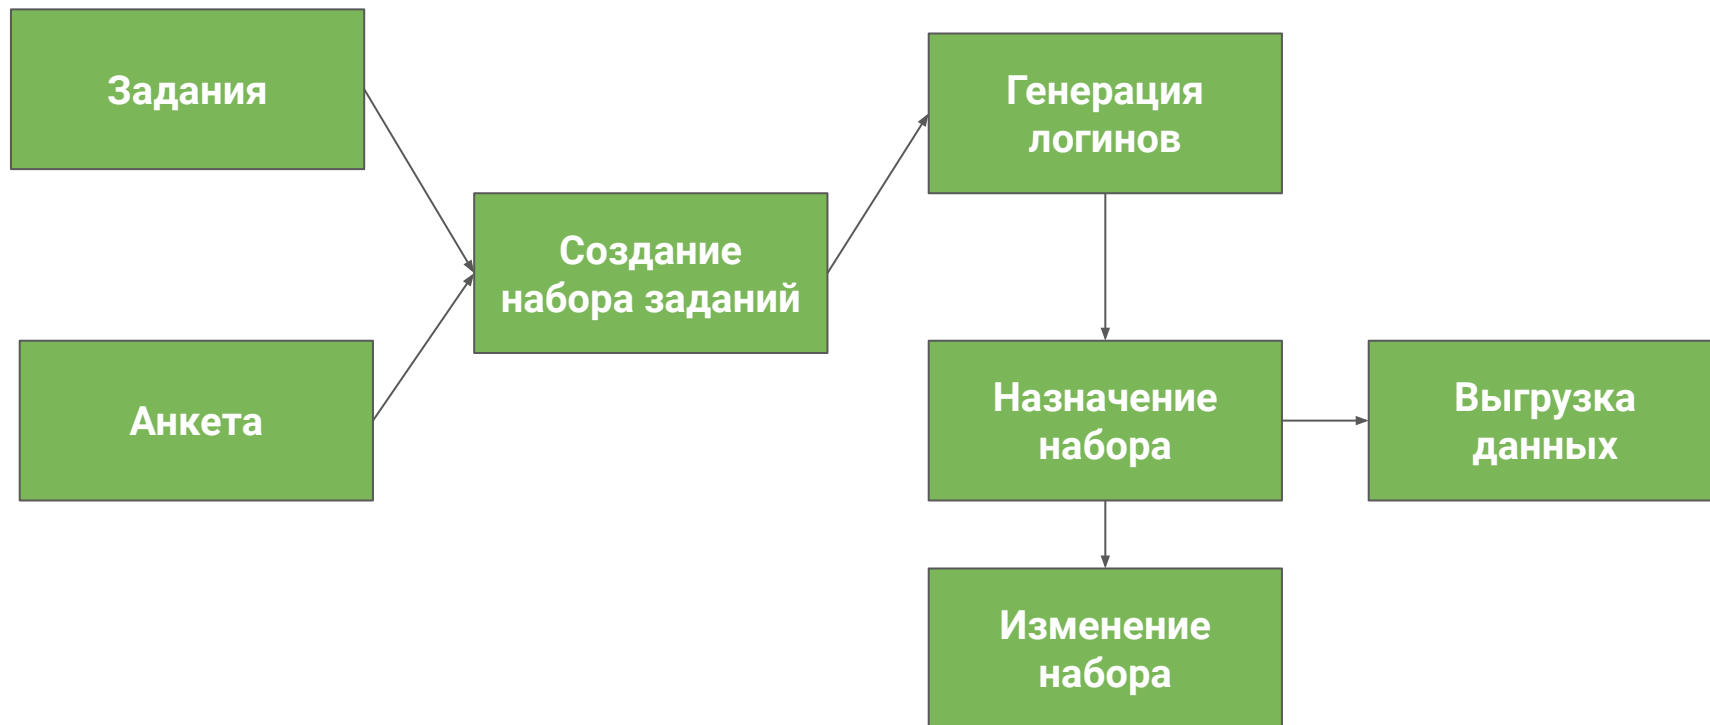 Задания
Анкета
Создание
набора заданий
Генерация
логинов
Назначение
набора
Выгрузка
данных
Изменение
набора